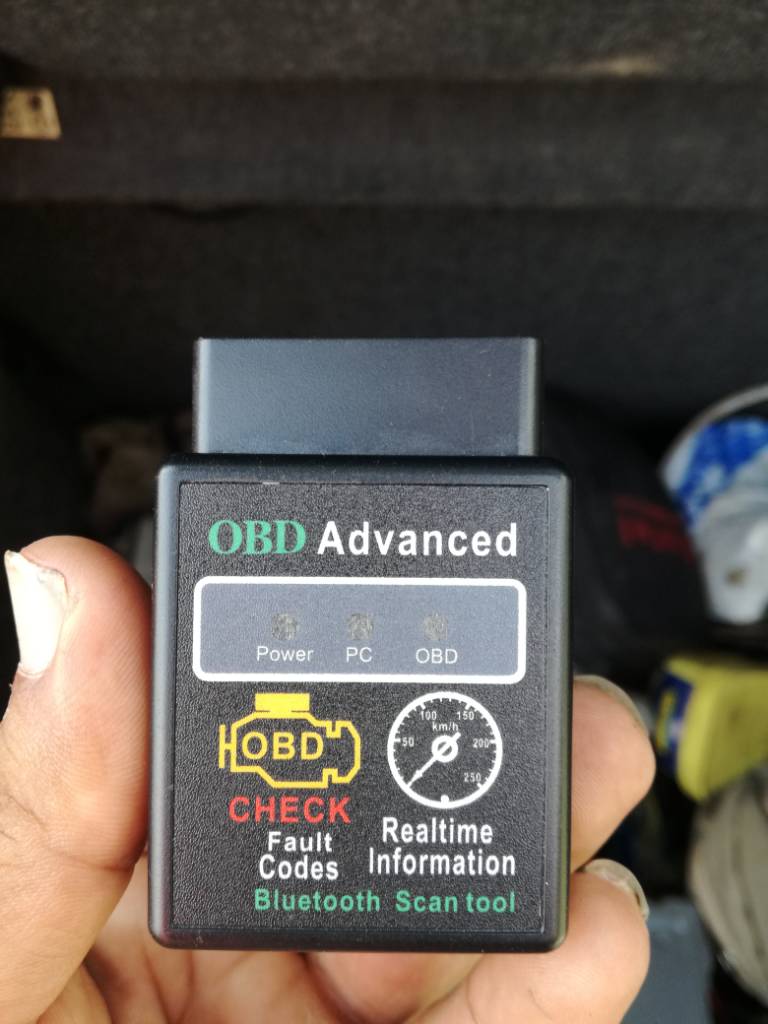 OBD Advanced
Power PC OBD
OBD
50 100 150 200 250
km/h
CHECK
Fault
Codes
Realtime
Information
Bluetooth Scan tool